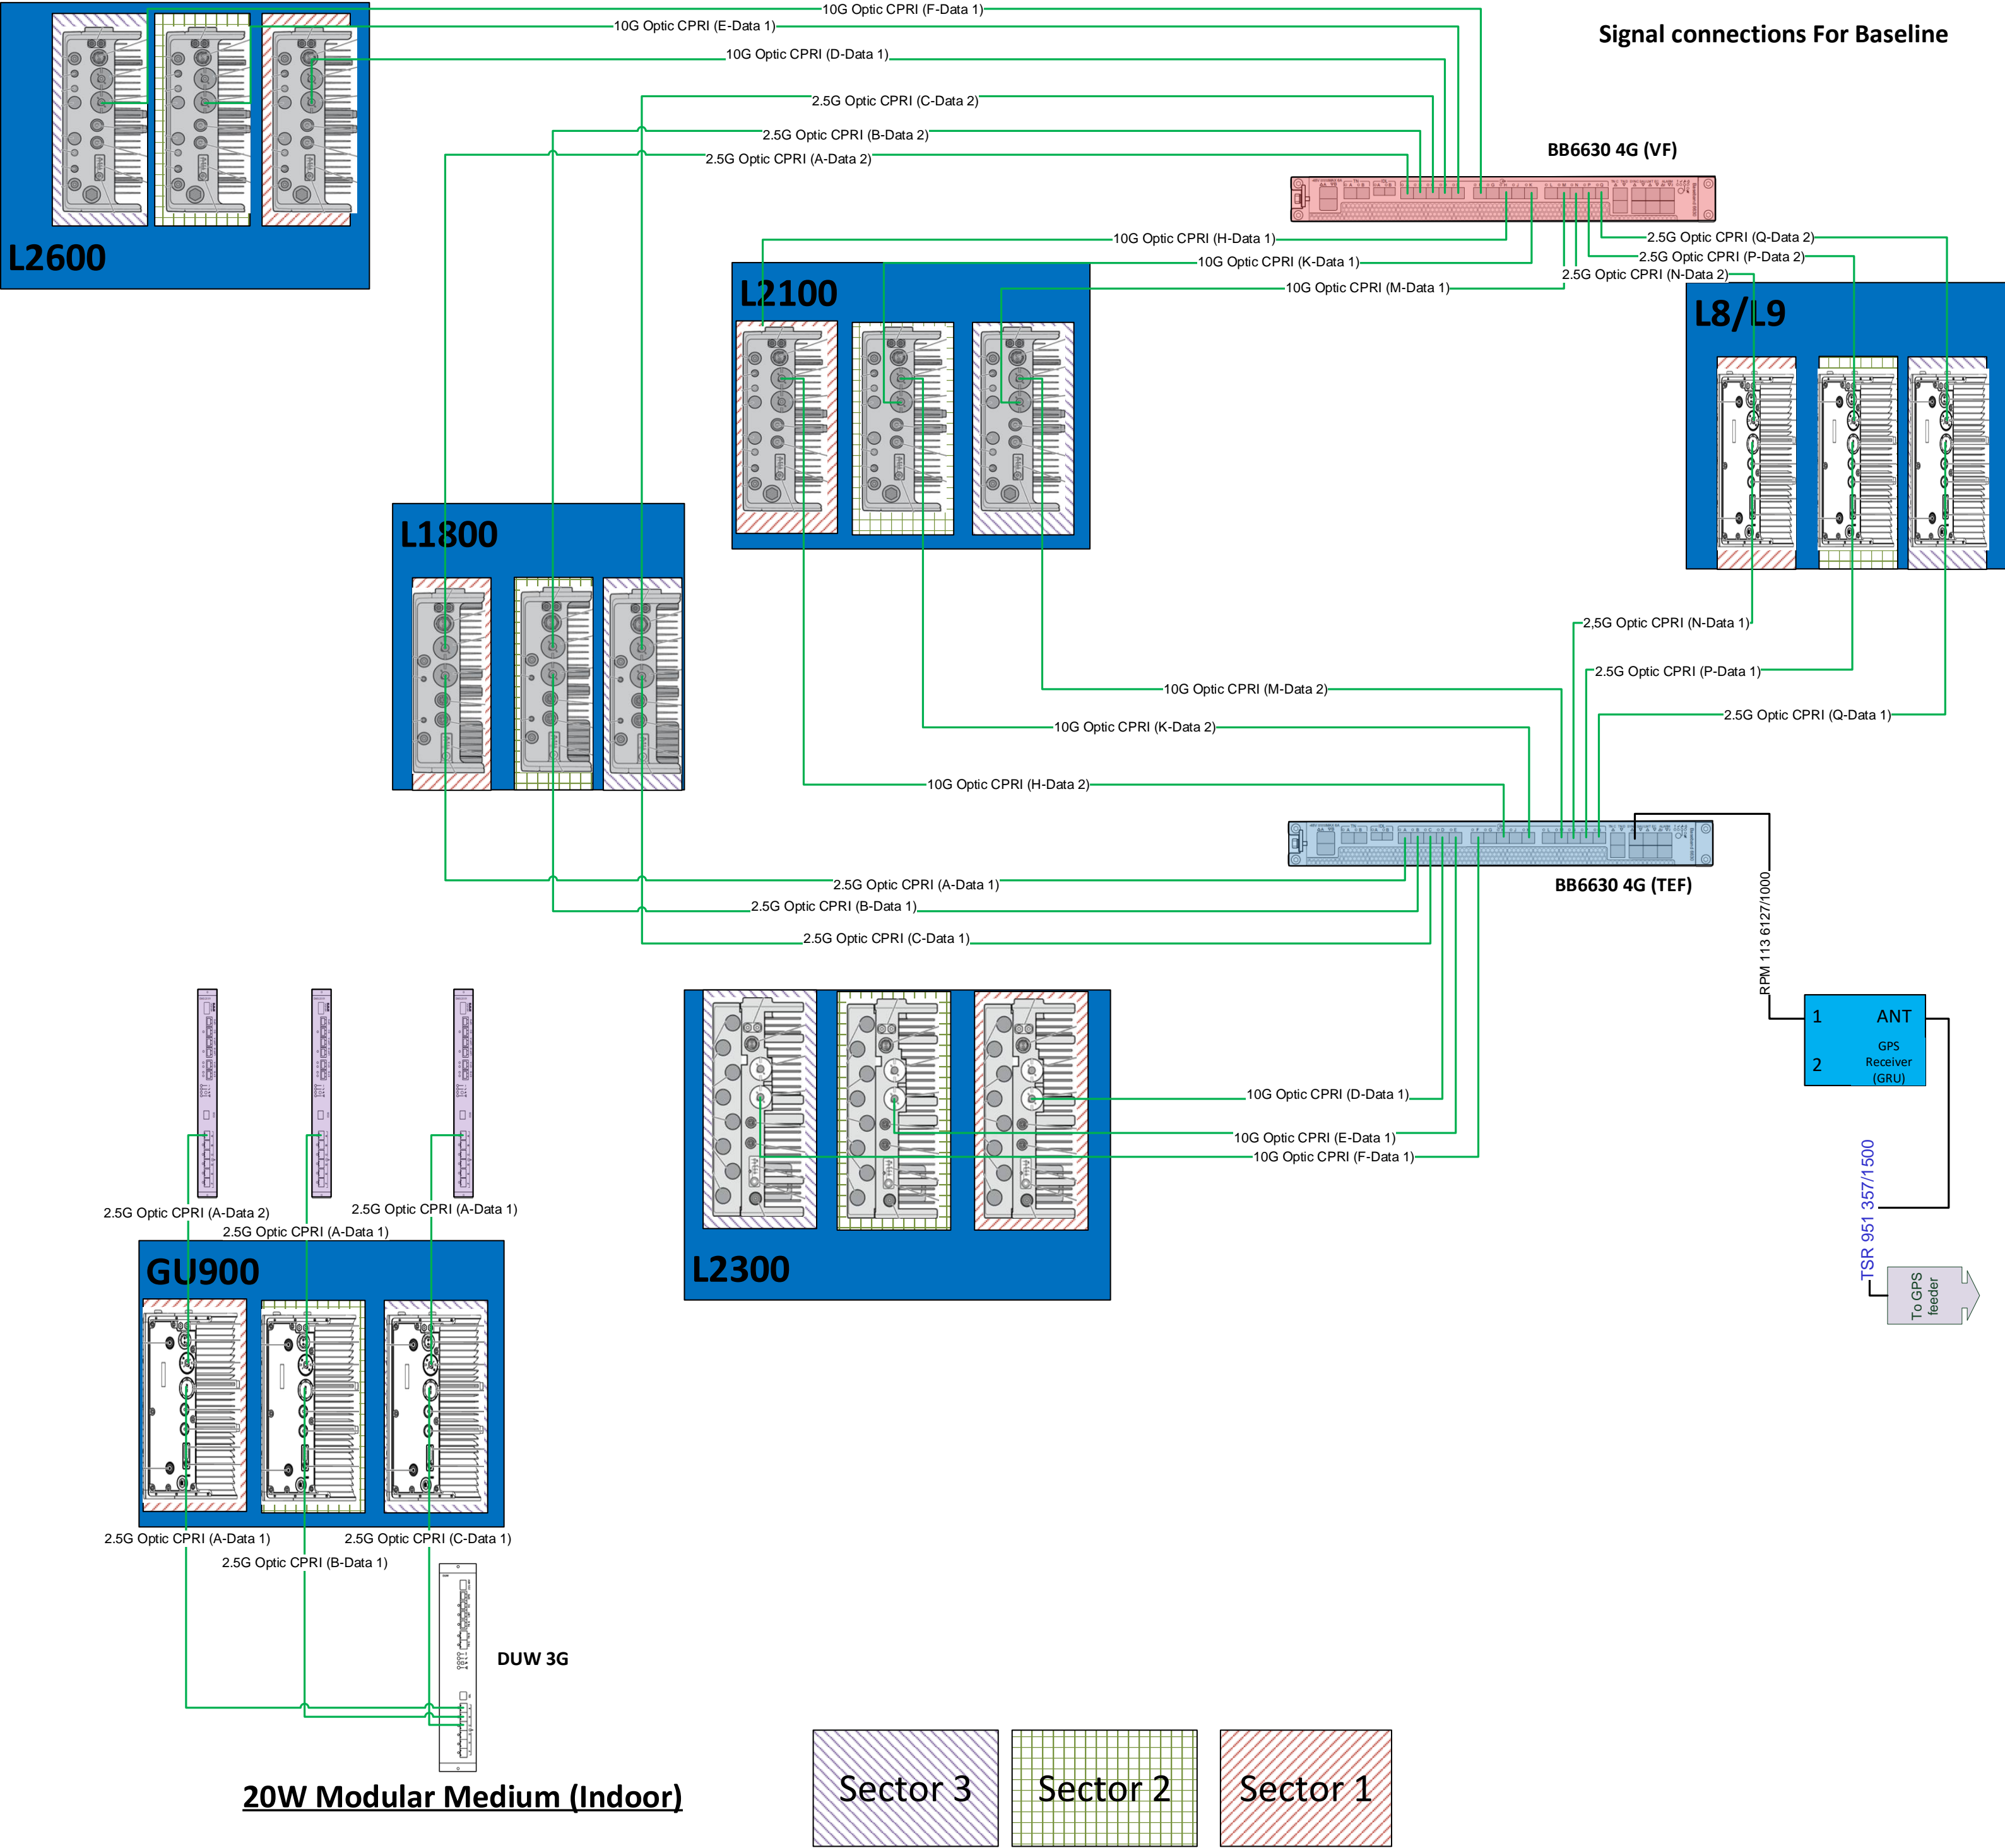 10G Optic CPRI (F-Data 1)
10G Optic CPRI (E-Data 1)
Signal connections For Baseline
10G Optic CPRI (D-Data 1)
2.5G Optic CPRI (C-Data 2)
2.5G Optic CPRI (B-Data 2)
2.5G Optic CPRI (A-Data 2)
BB6630 4G (VF)
L2600
10G Optic CPRI (H-Data 1)
2.5G Optic CPRI (Q-Data 2)
10G Optic CPRI (K-Data 1)
2.5G Optic CPRI (P-Data 2)
2.5G Optic CPRI (N-Data 2)
10G Optic CPRI (M-Data 1)
L2100
L8/L9
L1800
2,5G Optic CPRI (N-Data 1)
2.5G Optic CPRI (P-Data 1)
10G Optic CPRI (M-Data 2)
2.5G Optic CPRI (Q-Data 1)
10G Optic CPRI (K-Data 2)
10G Optic CPRI (H-Data 2)
BB6630 4G (TEF)
2.5G Optic CPRI (A-Data 1)
2.5G Optic CPRI (B-Data 1)
2.5G Optic CPRI (C-Data 1)
RPM 113 6127/1000
1 ANT
GPS
2 Receiver
(GRU)
10G Optic CPRI (D-Data 1)
10G Optic CPRI (E-Data 1)
10G Optic CPRI (F-Data 1)
TSR 951 357/1500
To GPS
feeder
2.5G Optic CPRI (A-Data 2)
2.5G Optic CPRI (A-Data 1)
2.5G Optic CPRI (A-Data 1)
GU900
L2300
2.5G Optic CPRI (A-Data 1)
2.5G Optic CPRI (C-Data 1)
2.5G Optic CPRI (B-Data 1)
DUW 3G
20W Modular Medium (Indoor)
Sector 3
Sector 2
Sector 1